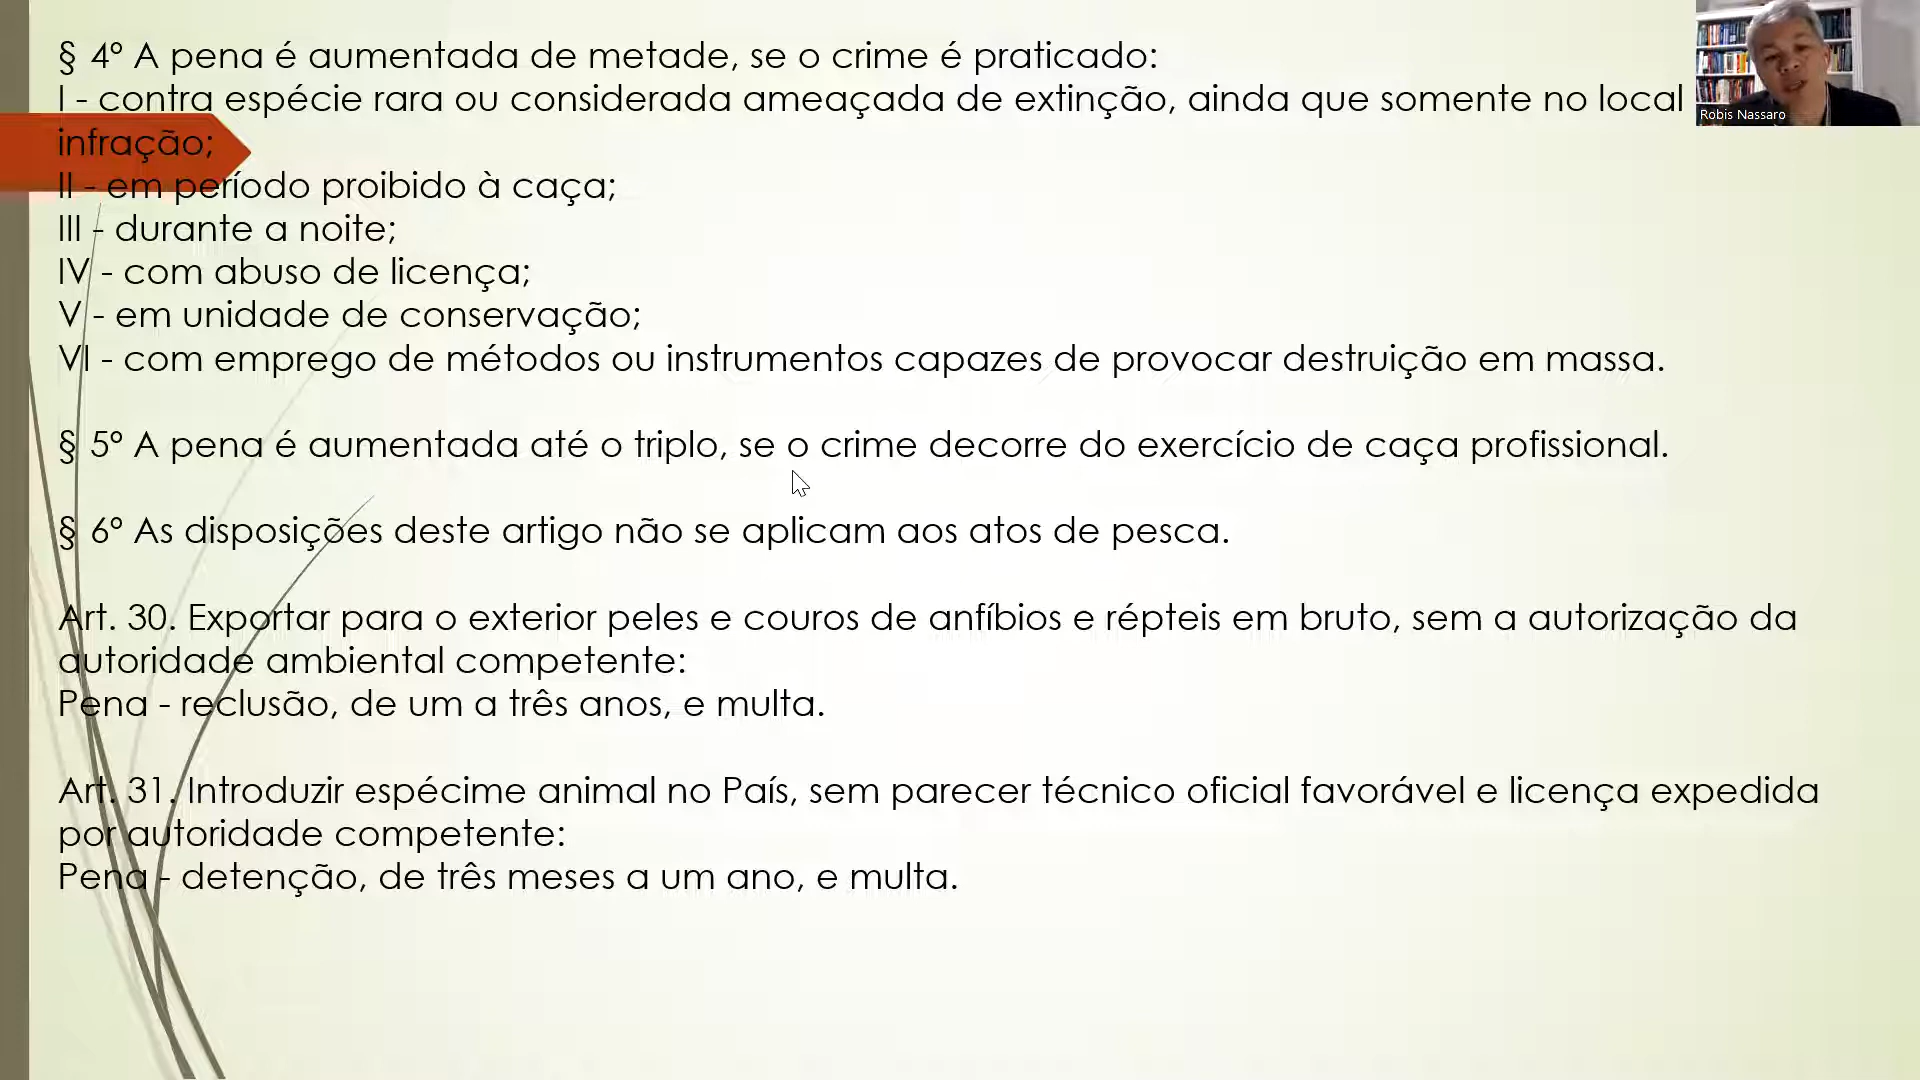 § 4º A pena é aumentada de metade, se o crime é praticado:
I - contra espécie rara ou considerada ameaçada de extinção, ainda que somente no local
infração;
II - em período proibido à caça;
III - durante a noite;
IV - com abuso de licença;
V - em unidade de conservação;
VI - com emprego de métodos ou instrumentos capazes de provocar destruição em massa.
§ 5º A pena é aumentada até o triplo, se o crime decorre do exercício de caça profissional.
§ 6º As disposições deste artigo não se aplicam aos atos de pesca.
Art. 30. Exportar para o exterior peles e couros de anfíbios e répteis em bruto, sem a autorização da
autoridade ambiental competente:
Pena - reclusão, de um a três anos, e multa.
Art. 31. Introduzir espécime animal no País, sem parecer técnico oficial favorável e licença expedida
por autoridade competente:
Pena - detenção, de três meses a um ano, e multa.
Robis Nassaro